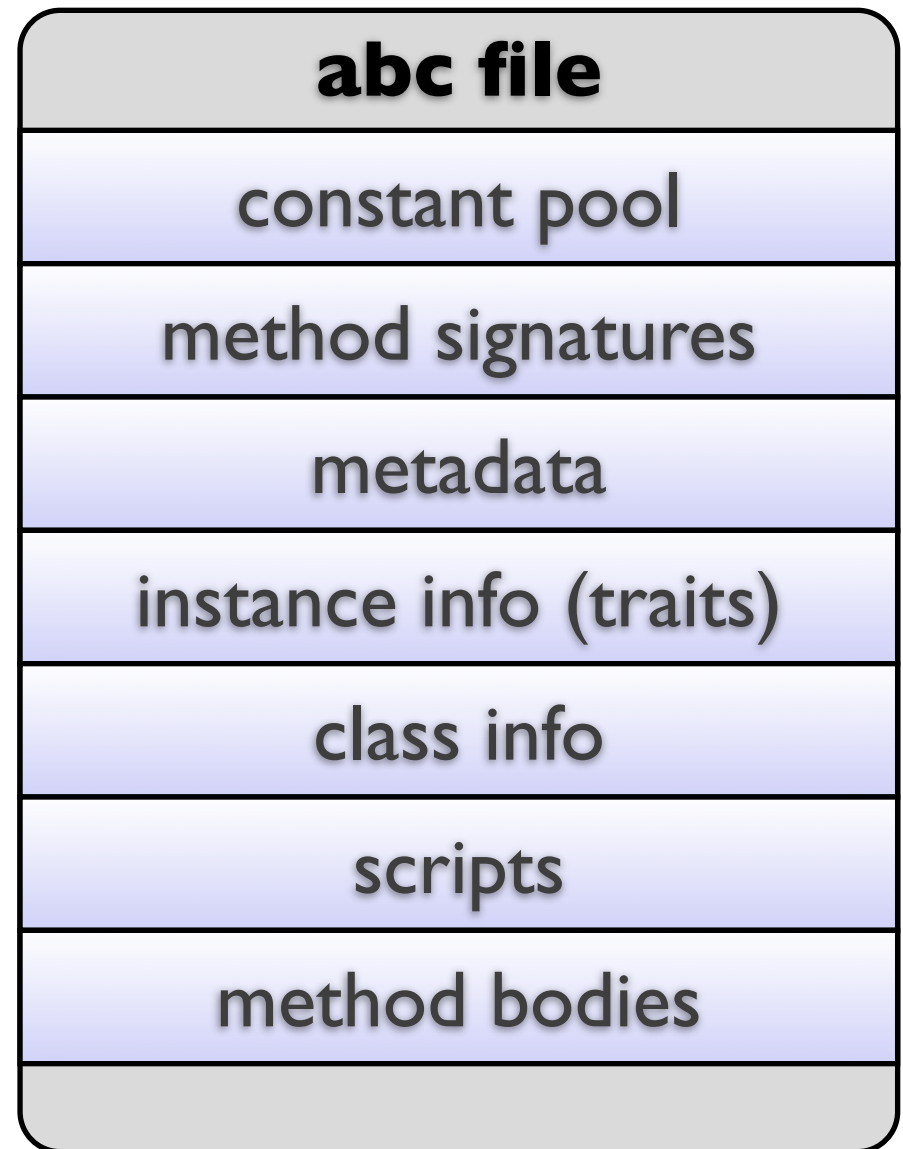 abc file
constant pool
method signatures
metadata
instance info (traits)
class info
scripts
method bodies